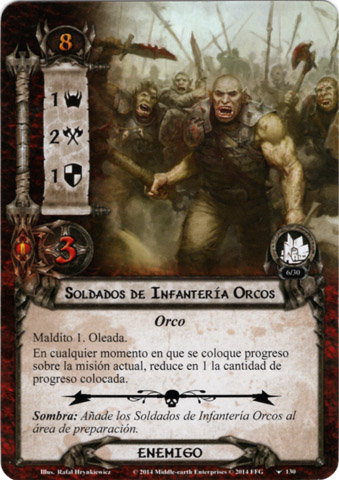 8
1
2
1
3
6/30
Soldados de Infantería Orcos
Orco
Maldito 1. Oleada.
En cualquier momento en que se coloque progreso
sobre la misión actual, reduce en 1 la cantidad
de progreso colocada.
Sombra: Añade los Soldados de Infantería Orcos al
área de preparación.
ENEMIGO
Illus. Rafał Hrynkiewicz © 2014 Middle-earth Enterprises © 2014 FFG 130